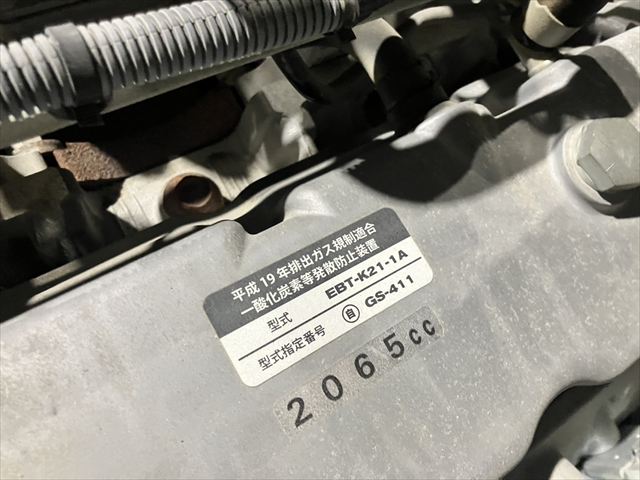 平成19年排出ガス規制適合
一酸化炭素等発散防止装置
型式 EBT-K21-1A
型式指定番号 自 GS-411
2065cc